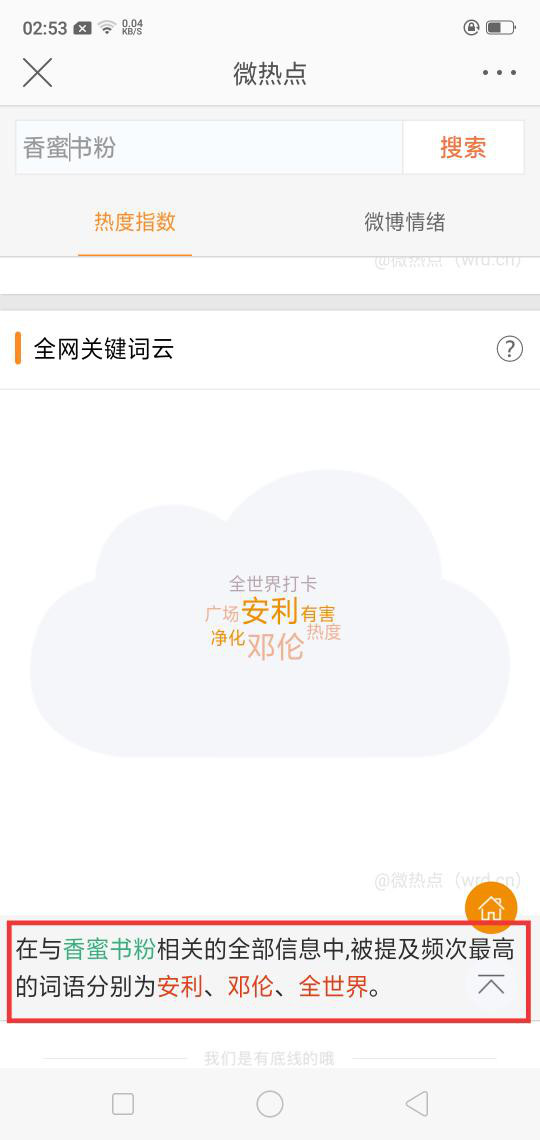 02:53 0.04 KB/S
微热点
香蜜书粉 搜索
热度指数 微博情绪
@微热点（wrd.cn）
全网关键词云 ?
全世界打卡
广场 安利 有害
净化 邓伦 热度
@微热点（wrd.cn）
在与香蜜书粉相关的全部信息中,被提及频次最高
的词语分别为安利、邓伦、全世界。
我们是有底线的哦